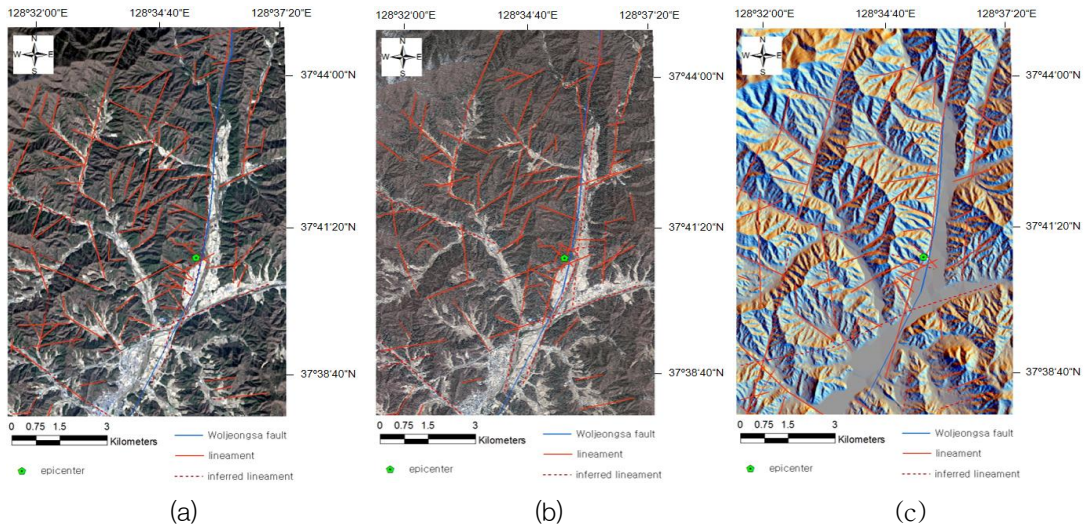 128°32'00"E 128°34'40"E 128°37'20"E
N
W E
S
37°44'00"N
37°41'20"N
37°38'40"N
0 0.75 1.5 3
Kilometers
epicenter
Woljeongsa fault
lineament
inferred lineament
(a)
128°32'00"E 128°34'40"E 128°37'20"E
N
W E
S
37°44'00"N
37°41'20"N
37°38'40"N
0 0.75 1.5 3
Kilometers
epicenter
Woljeongsa fault
lineament
inferred lineament
(b)
128°32'00"E 128°34'40"E 128°37'20"E
N
W E
S
37°44'00"N
37°41'20"N
37°38'40"N
0 0.75 1.5 3
Kilometers
epicenter
Woljeongsa fault
lineament
inferred lineament
(c)